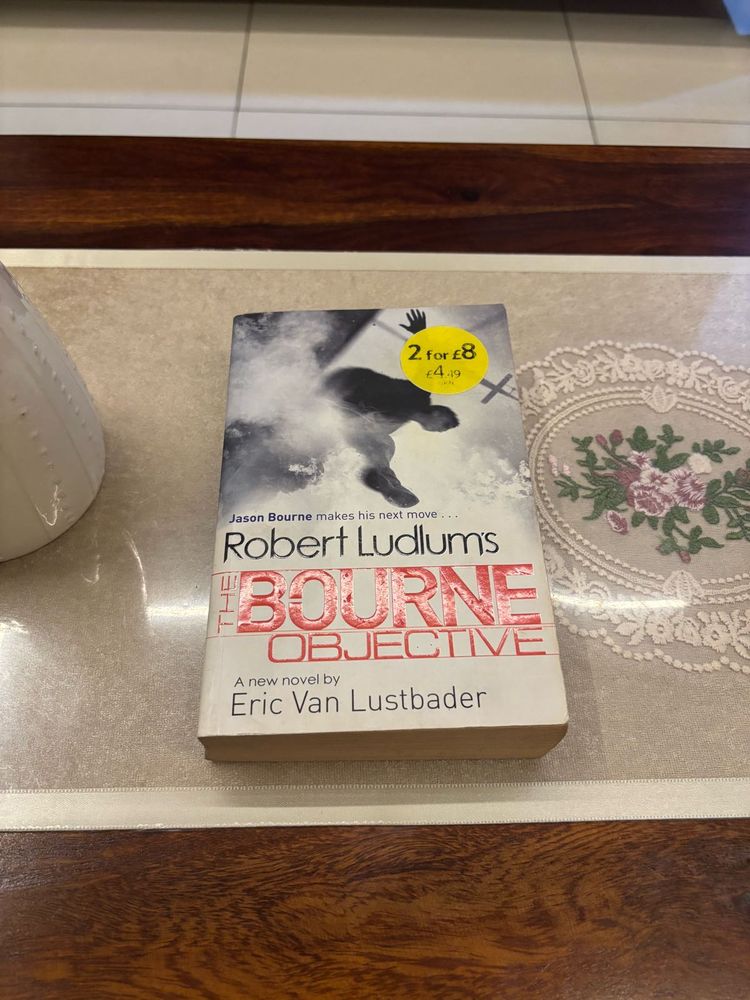 2 for £8
£4.49
Jason Bourne makes his next move . . .
Robert Ludlum's
THE
BOURNE
OBJECTIVE
A new novel by
Eric Van Lustbader